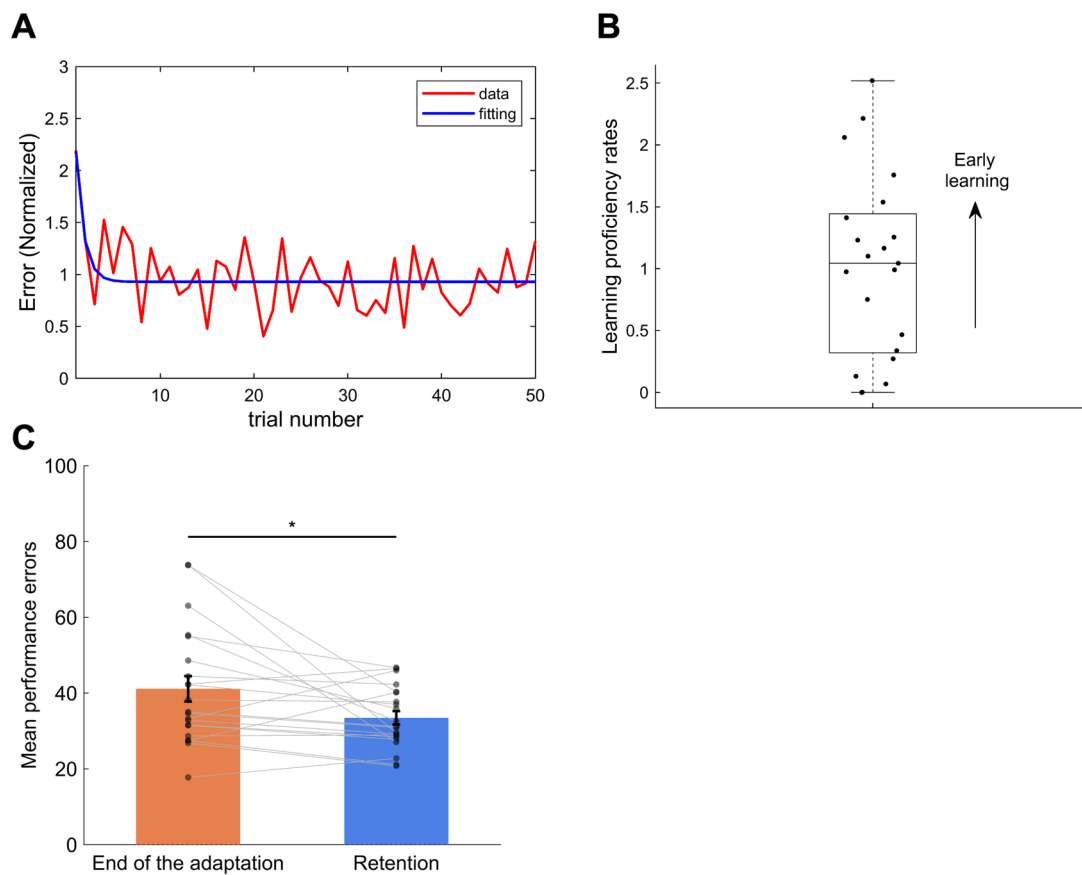 A
3
2.5
2
1.5
1
0.5
0
Error (Normalized)
data
fitting
10
20
30
40
50
trial number
B
2.5
2
1.5
1
0.5
0
Learning proficiency rates
Early
learning
C
100
80
60
40
20
0
Mean performance errors
*
End of the adaptation
Retention